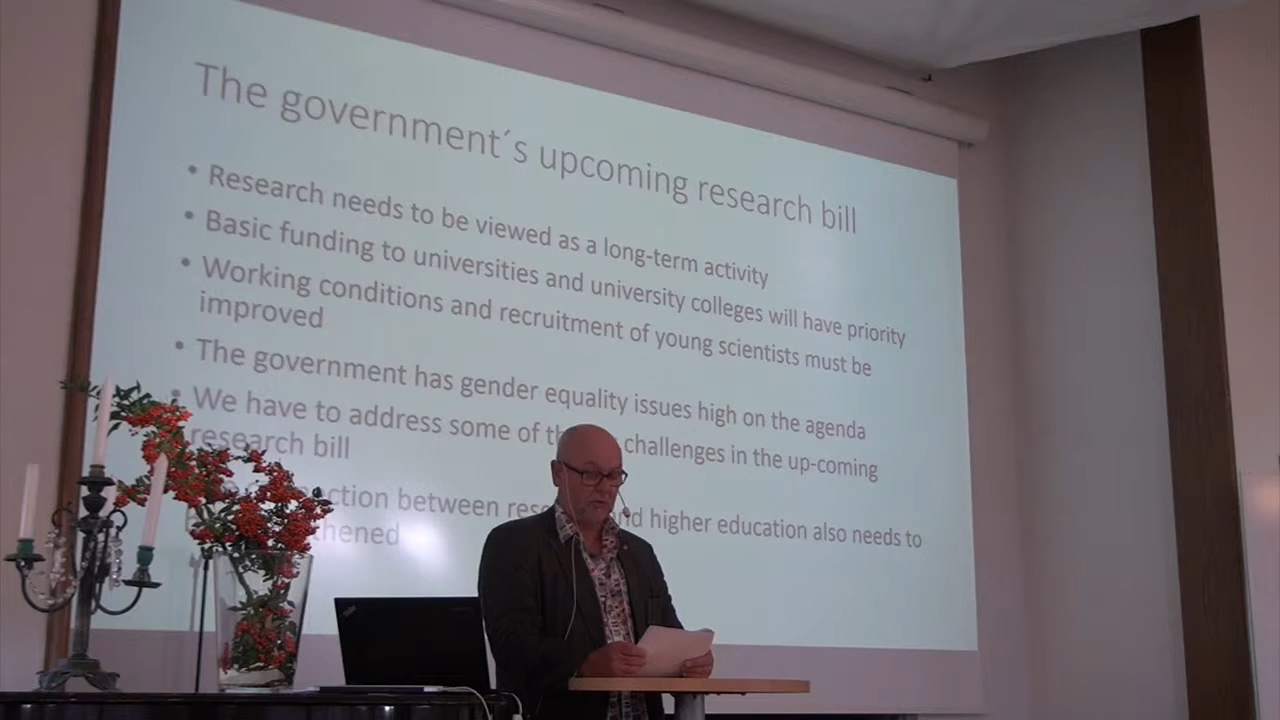 The government´s upcoming research bill
• Research needs to be viewed as a long-term activity
• Basic funding to universities and university colleges will have priority
• Working conditions and recruitment of young scientists must be
improved
• The government has gender equality issues high on the agenda
• We have to address some of challenges in the up-coming
research bill
between and higher education also needs to